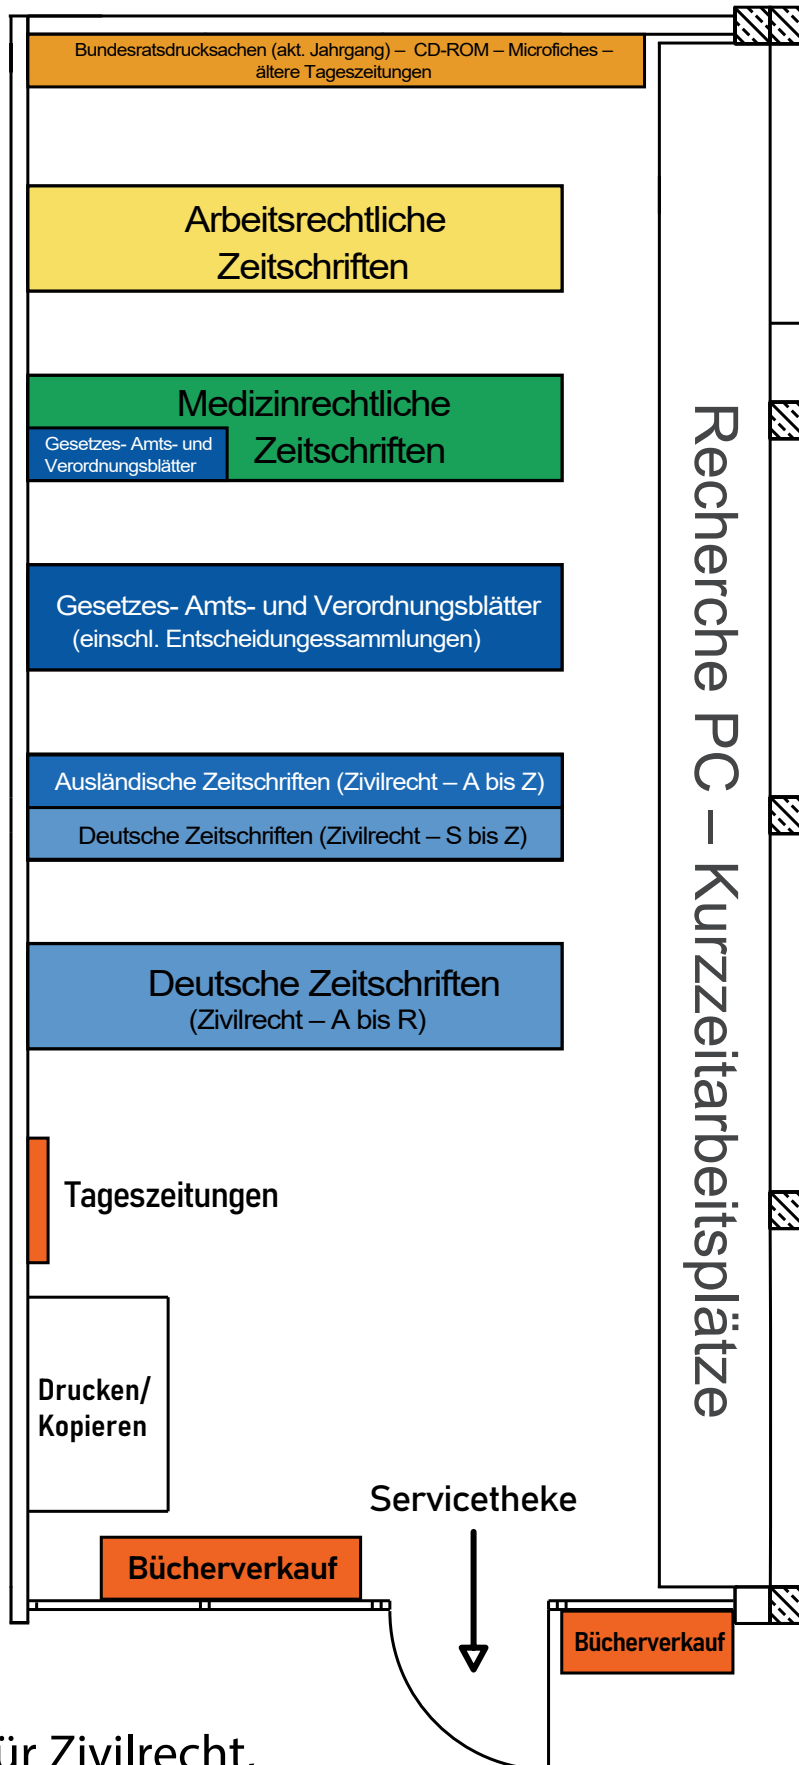 Bundesratsdrucksachen (akt. Jahrgang) – CD-ROM – Microfiches –
ältere Tageszeitungen
Arbeitsrechtliche
Zeitschriften
Medizinrechtliche
Zeitschriften
Gesetzes- Amts- und
Verordnungsblätter
Gesetzes- Amts- und Verordnungsblätter
(einschl. Entscheidungessammlungen)
Ausländische Zeitschriften (Zivilrecht – A bis Z)
Deutsche Zeitschriften (Zivilrecht – S bis Z)
Deutsche Zeitschriften
(Zivilrecht – A bis R)
Recherche PC – Kurzzeitarbeitsplätze
Tageszeitungen
Drucken/
Kopieren
Servicetheke
Bücherverkauf
Bücherverkauf
ür Zivilrecht,